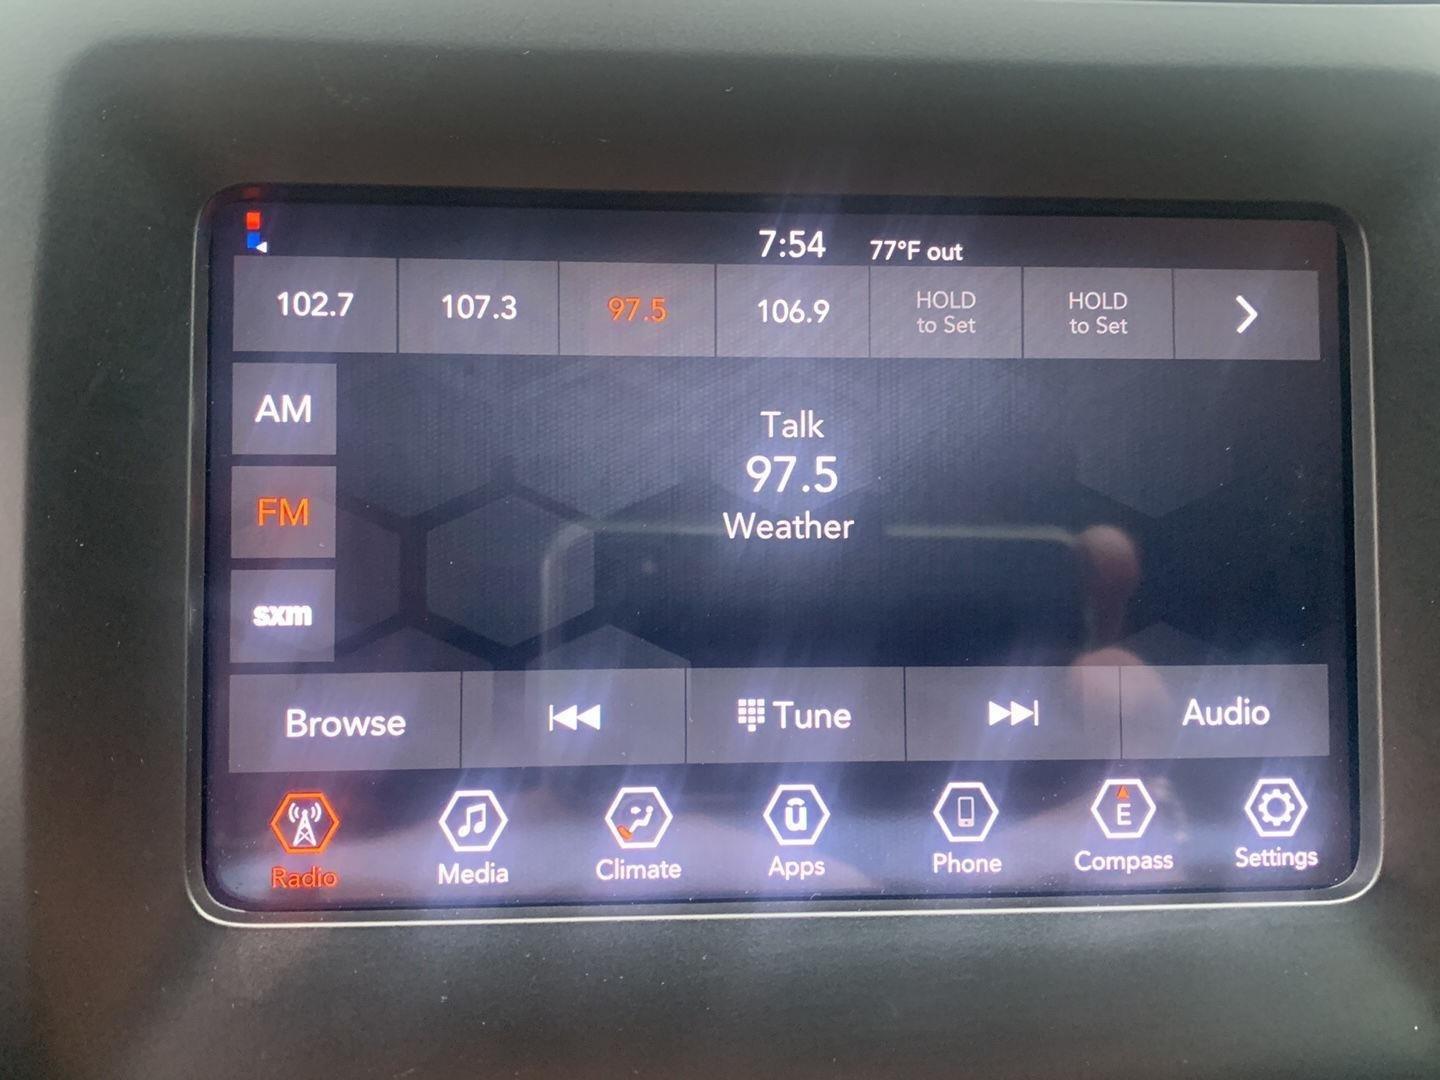 7:54 77°F out
102.7 107.3 97.5 106.9 HOLD to Set HOLD to Set
AM
Talk
97.5
FM
Weather
sxm
Browse Tune Audio
E
Radio Media Climate Apps Phone Compass Settings